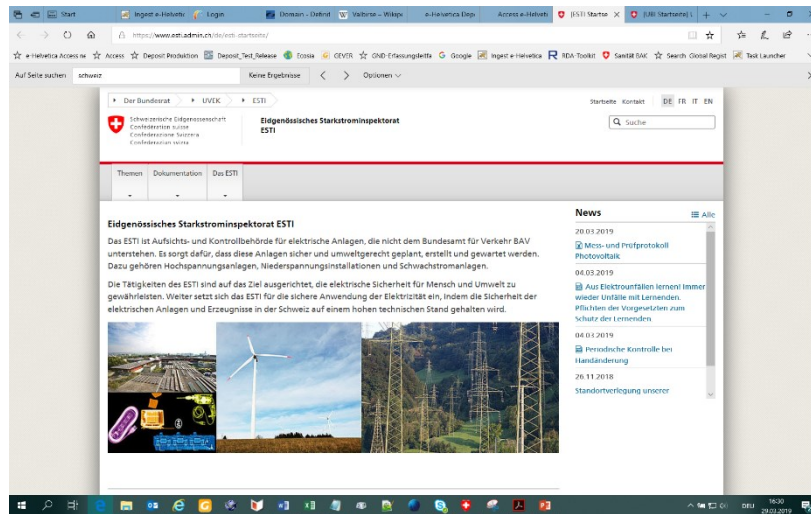 Start
Ingest e-Helvetic
Login
Domain – Definit
Valbirse – Wikipe
e-Helvetica Depo
Access e-Helveti
[ESTI Startse
[UBI Startseite] L
https://www.esti.admin.ch/de/esti-startseite/
e-Helvetica Access ne
Access
Deposit Produktion
Deposit_Test_Release
Ecosia
GEVER
GND-Erfassungsleitfa
Google
Ingest e-Helvetica
RDA-Toolkit
Sanität BAK
Search Global Regist
Task Launcher
Auf Seite suchen
schweiz
Keine Ergebnisse
Optionen
Der Bundesrat
UVEK
ESTI
Startseite Kontakt
DE FR IT EN
Schweizerische Eidgenossenschaft
Confédération suisse
Confederazione Svizzera
Confederaziun svizra
Eidgenössisches Starkstrominspektorat
ESTI
Suche
Themen
Dokumentation
Das ESTI
Eidgenössisches Starkstrominspektorat ESTI
Das ESTI ist Aufsichts- und Kontrollbehörde für elektrische Anlagen, die nicht dem Bundesamt für Verkehr BAV
unterstehen. Es sorgt dafür, dass diese Anlagen sicher und umweltgerecht geplant, erstellt und gewartet werden.
Dazu gehören Hochspannungsanlagen, Niederspannungsinstallationen und Schwachstromanlagen.
Die Tätigkeiten des ESTI sind auf das Ziel ausgerichtet, die elektrische Sicherheit für Mensch und Umwelt zu
gewährleisten. Weiter setzt sich das ESTI für die sichere Anwendung der Elektrizität ein, indem die Sicherheit der
elektrischen Anlagen und Erzeugnisse in der Schweiz auf einem hohen technischen Stand gehalten wird.
News
Alle
20.03.2019
Mess- und Prüfprotokoll
Photovoltaik
04.03.2019
Aus Elektrounfällen lernen! Immer
wieder Unfälle mit Lernenden.
Pflichten der Vorgesetzten zum
Schutz der Lernenden
04.03.2019
Periodische Kontrolle bei
Handänderung
26.11.2018
Standortverlegung unserer
DEU
16:30
29.03.2019